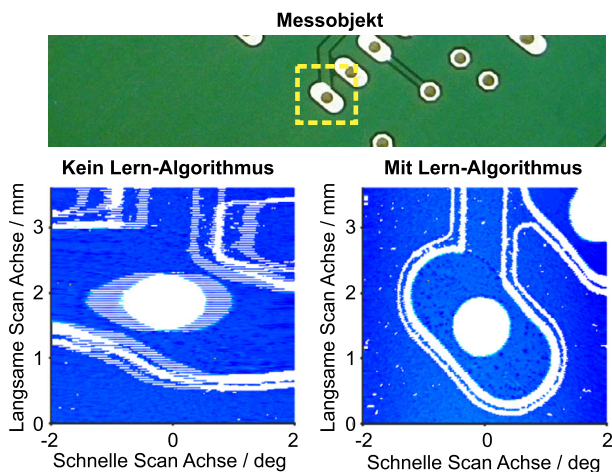 Messobjekt
Kein Lern-Algorithmus
Mit Lern-Algorithmus
Langsame Scan Achse / mm
3
2
1
0
-2
0
2
Schnelle Scan Achse / deg
Langsame Scan Achse / mm
3
2
1
0
-2
0
2
Schnelle Scan Achse / deg